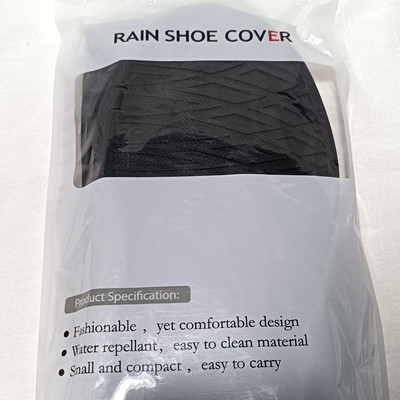 RAIN SHOE COVER
Product Specification:
• Fashionable , yet comfortable design
• Water repellant, easy to clean material
• Small and compact , easy to carry